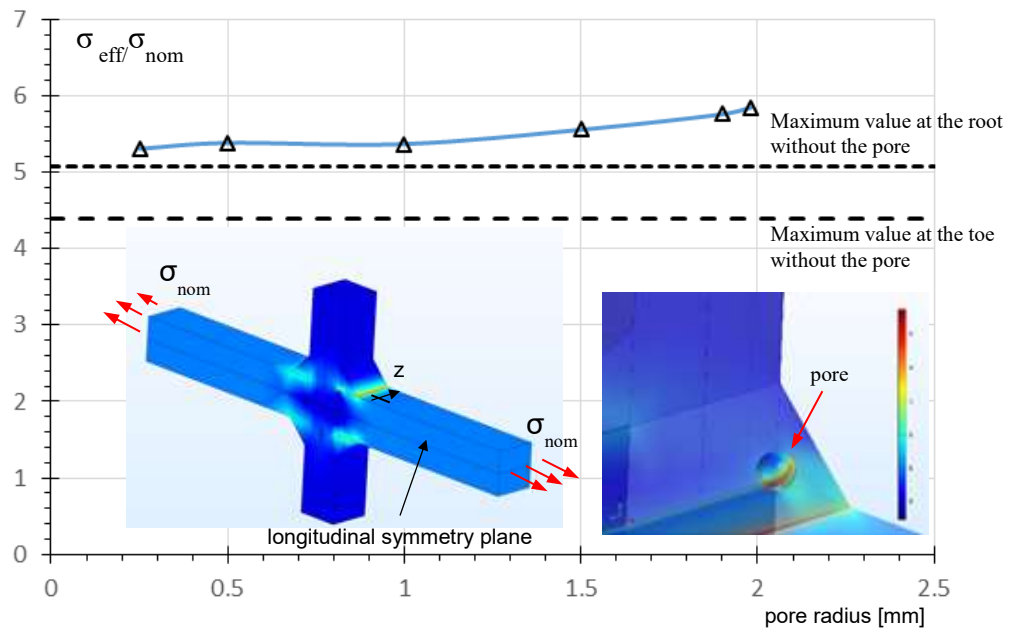 7
σ eff/σnom
6
Maximum value at the root
without the pore
5
Maximum value at the toe
without the pore
4
σnom
3
z
pore
2
σnom
1
longitudinal symmetry plane
0
0 0.5 1 1.5 2 2.5
pore radius [mm]